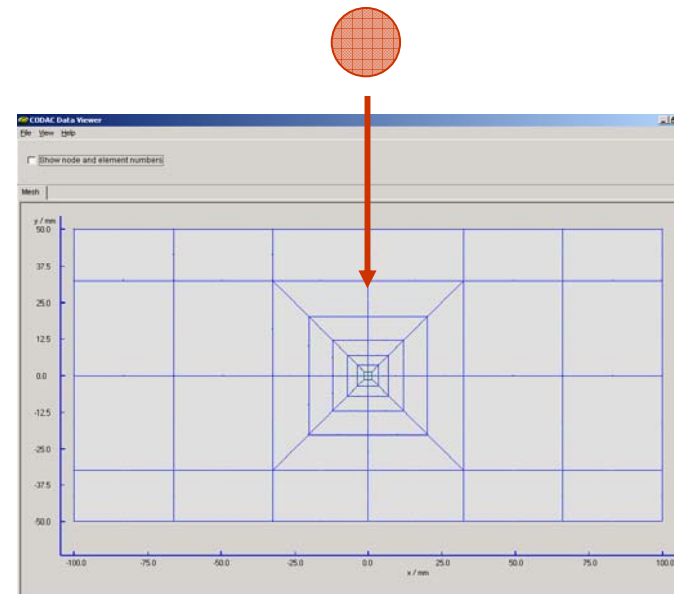 CODAC Data Viewer
File View Help
Show node and element numbers
Mesh
y / mm
50.0
37.5
25.0
12.5
0.0
-12.5
-25.0
-37.5
-50.0
-100.0 -75.0 -50.0 -25.0 0.0 25.0 50.0 75.0 100.0
x / mm